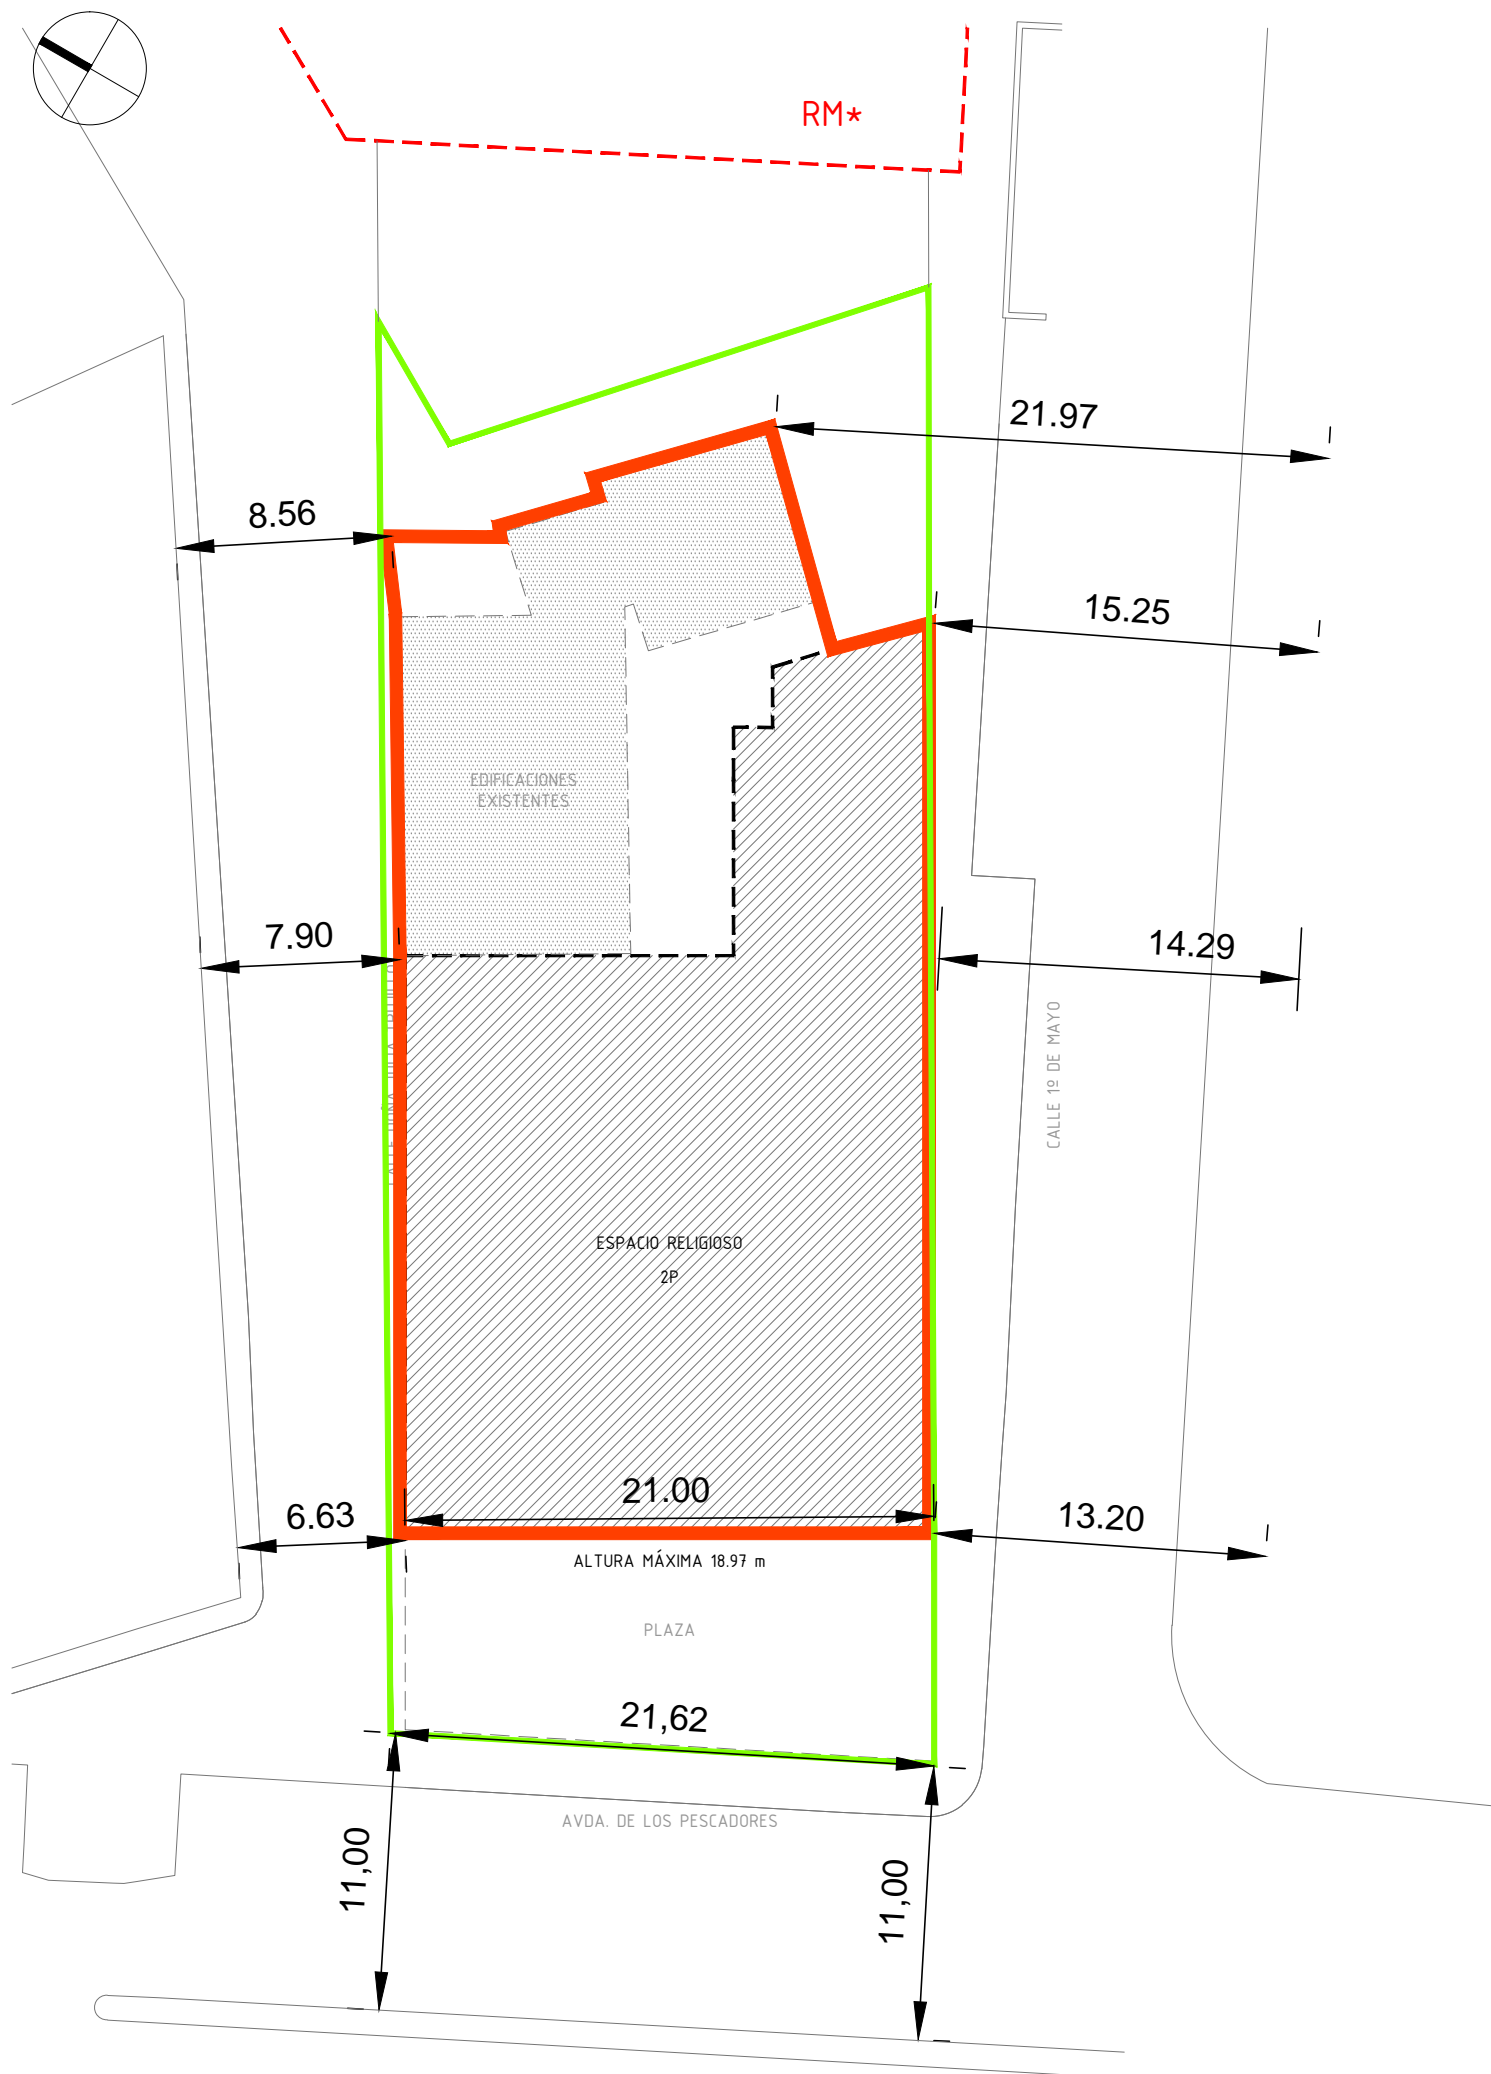 RM*
21.97
8.56
15.25
EDIFICACIONES
EXISTENTES
7.90
14.29
CALLE 1º DE MAYO
ESPACIO RELIGIOSO
2P
21.00
6.63
13.20
ALTURA MÁXIMA 18.97 m
PLAZA
21,62
AVDA. DE LOS PESCADORES
11,00
11,00